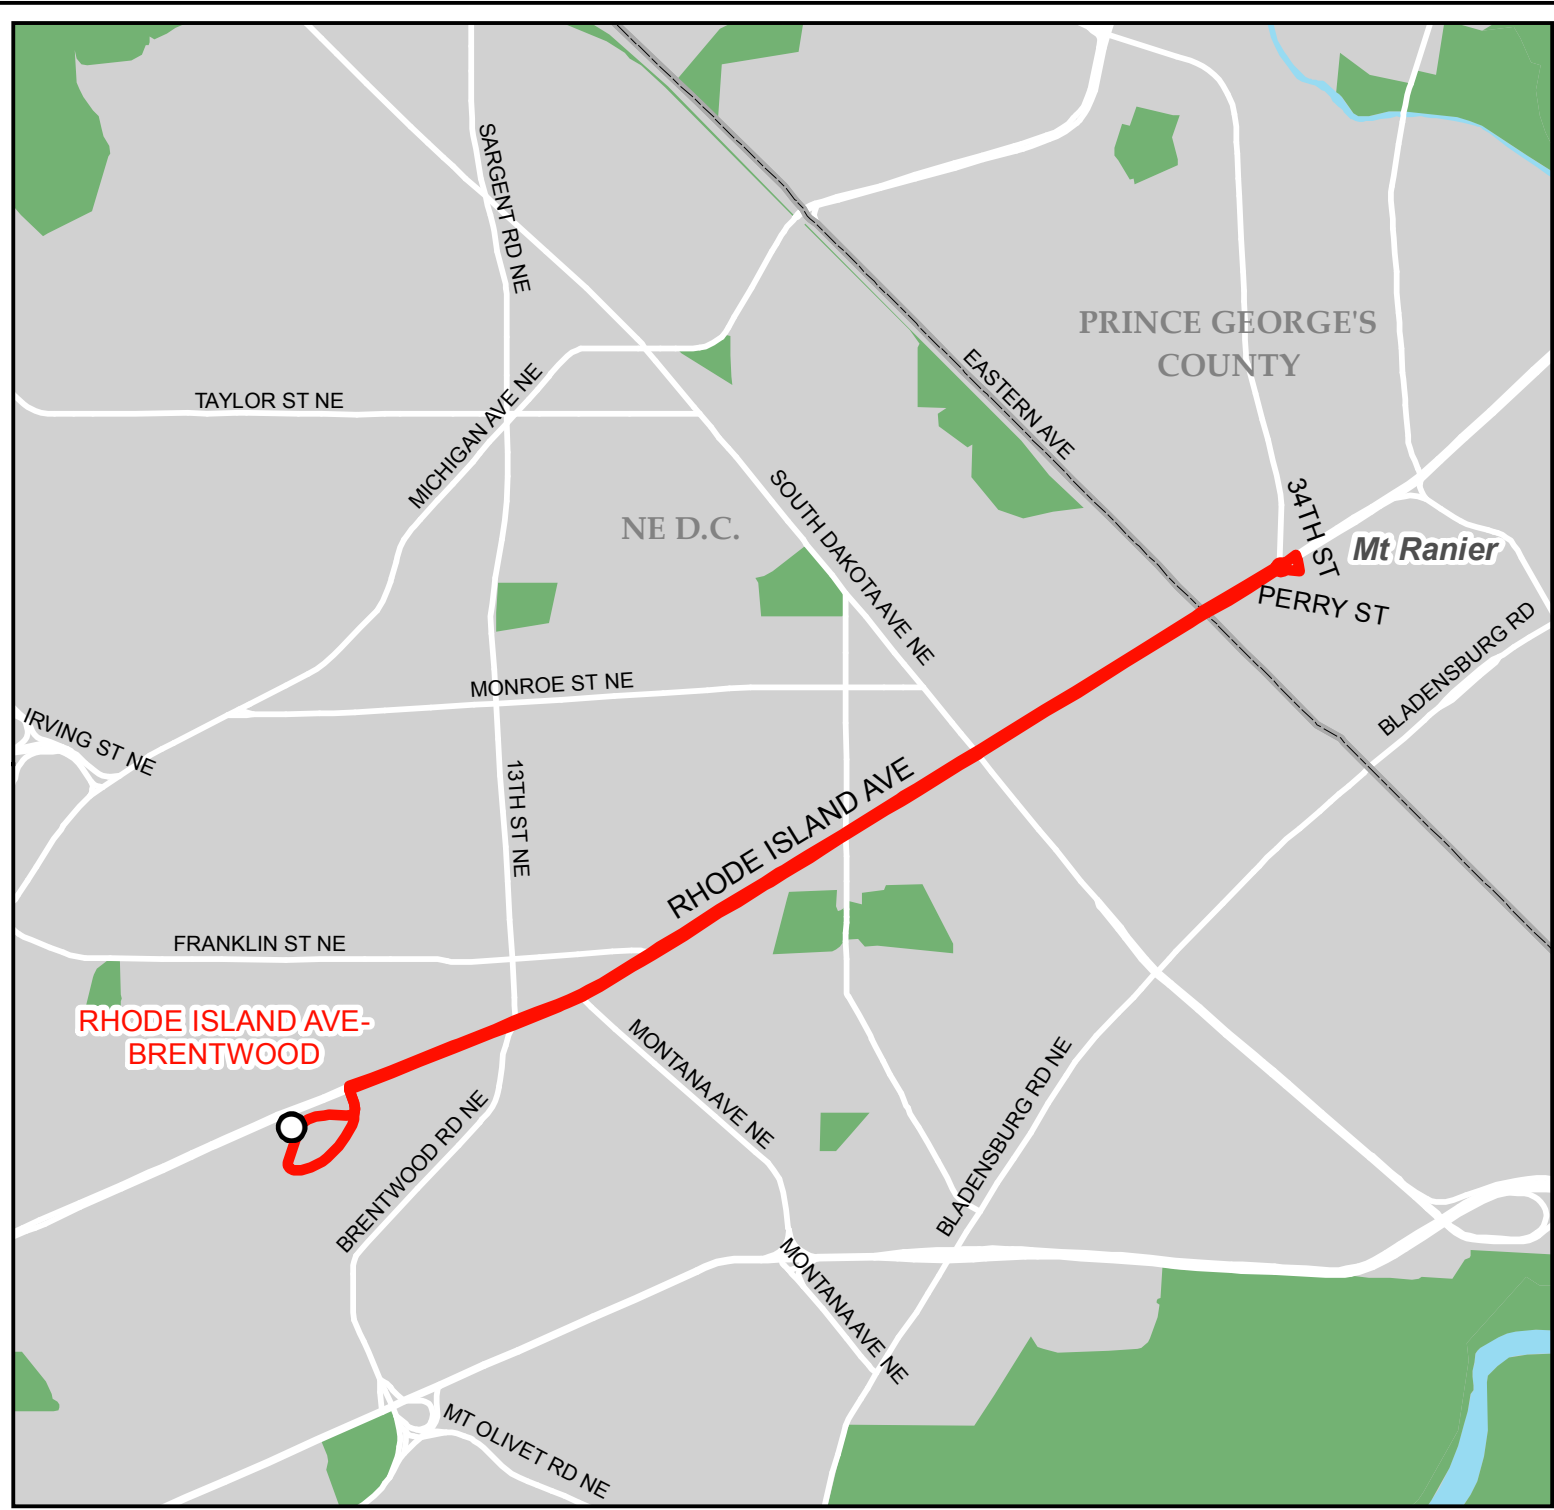 SARGENT RD NE
PRINCE GEORGE'S
COUNTY
EASTERN AVE
TAYLOR ST NE
MICHIGAN AVE NE
SOUTH DAKOTA AVE NE
NE D.C.
34TH ST
Mt Ranier
PERRY ST
BLADENSBURG RD
MONROE ST NE
IRVING ST NE
13TH ST NE
RHODE ISLAND AVE
FRANKLIN ST NE
RHODE ISLAND AVE-
BRENTWOOD
MONTANA AVE NE
BRENTWOOD RD NE
BLADENSBURG RD NE
MONTANA AVE NE
MT OLIVET RD NE